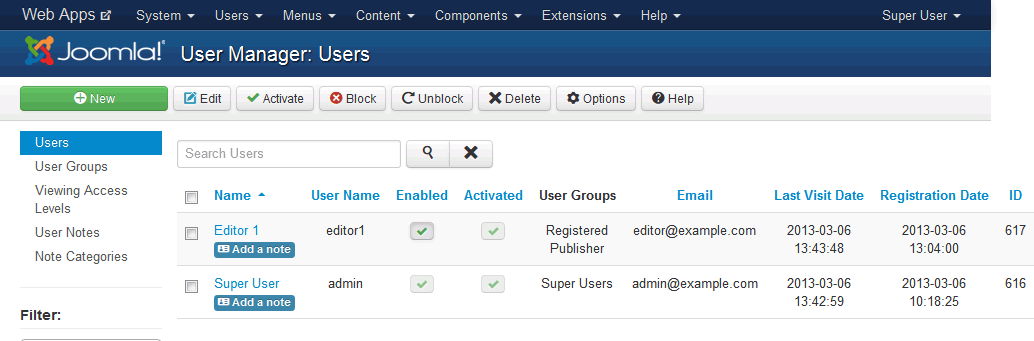 Web Apps System Users Menus Content Components Extensions Help Super User
Joomla! User Manager: Users
New Edit Activate Block Unblock Delete Options Help
Users
User Groups
Viewing Access
Levels
User Notes
Note Categories
Filter:
Search Users
Name User Name Enabled Activated User Groups Email Last Visit Date Registration Date ID
Editor 1 editor1 Registered editor@example.com 2013-03-06 2013-03-06 617
Add a note Publisher 13:43:48 13:04:00
Super User admin Super Users admin@example.com 2013-03-06 2013-03-06 616
Add a note 13:42:59 10:18:25